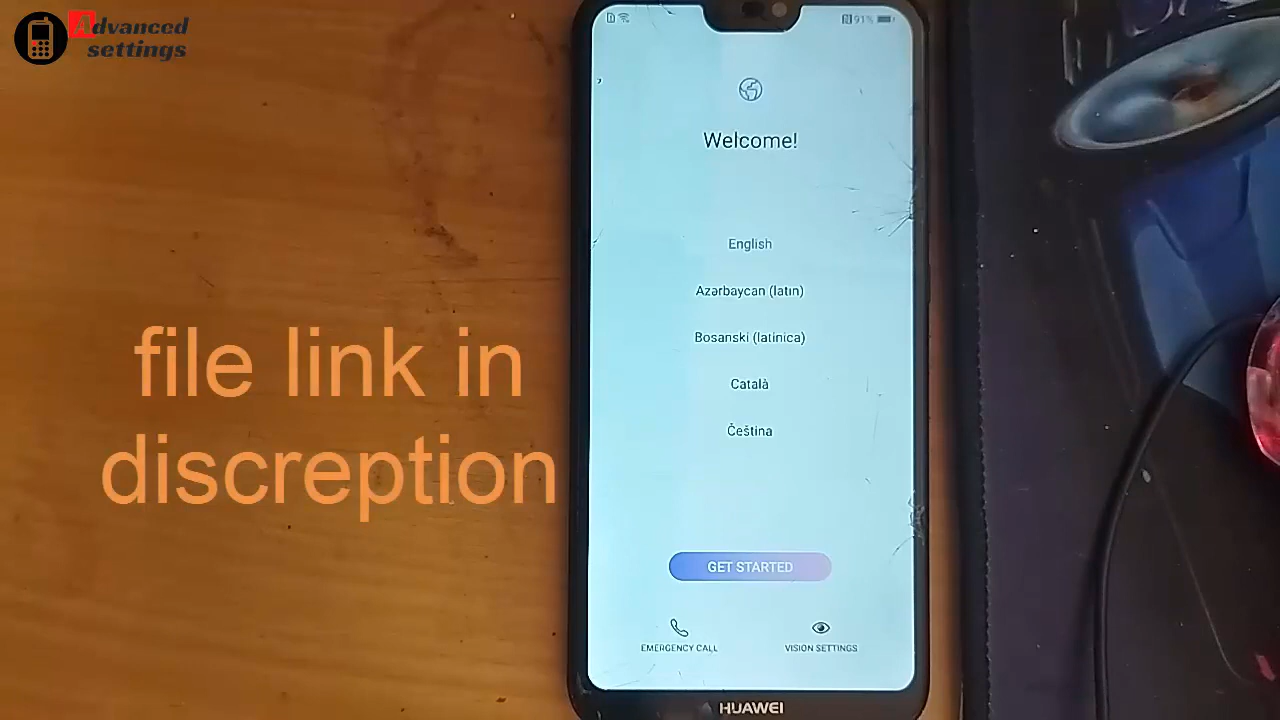 Advanced
settings
91%
Welcome!
English
Azərbaycan (latın)
Bosanski (latinica)
Català
Čeština
file link in
discreption
GET STARTED
EMERGENCY CALL
VISION SETTINGS
HUAWEI